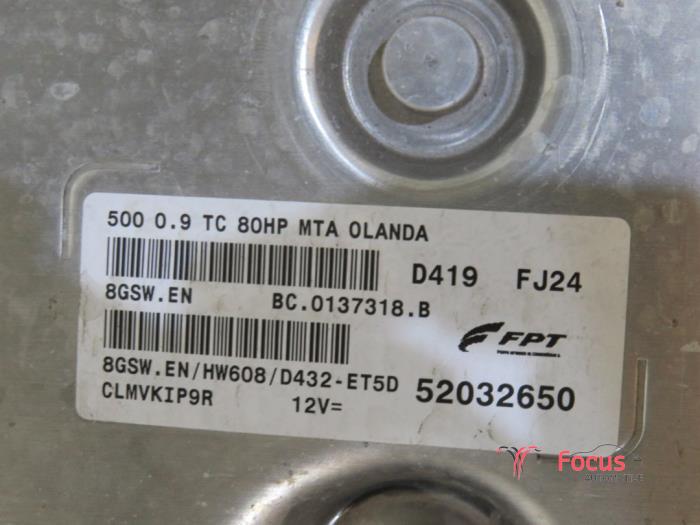 500 0.9 TC 80HP MTA OLANDA
D419 FJ24
8GSW.EN BC.0137318.B
FPT
8GSW.EN/HW608/D432-ET5D 52032650
CLMVKIP9R 12V=
Focus